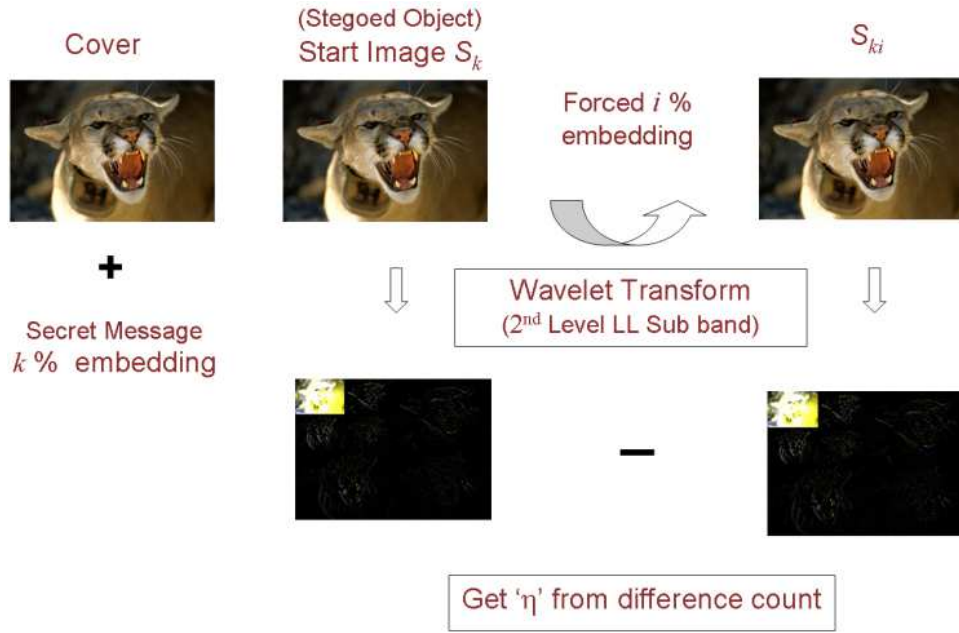 Cover
(Stegoed Object)
Start Image S_k
S_ki
Forced i %
embedding
+
Secret Message
k % embedding
Wavelet Transform
(2nd Level LL Sub band)
−
Get ‘η’ from difference count